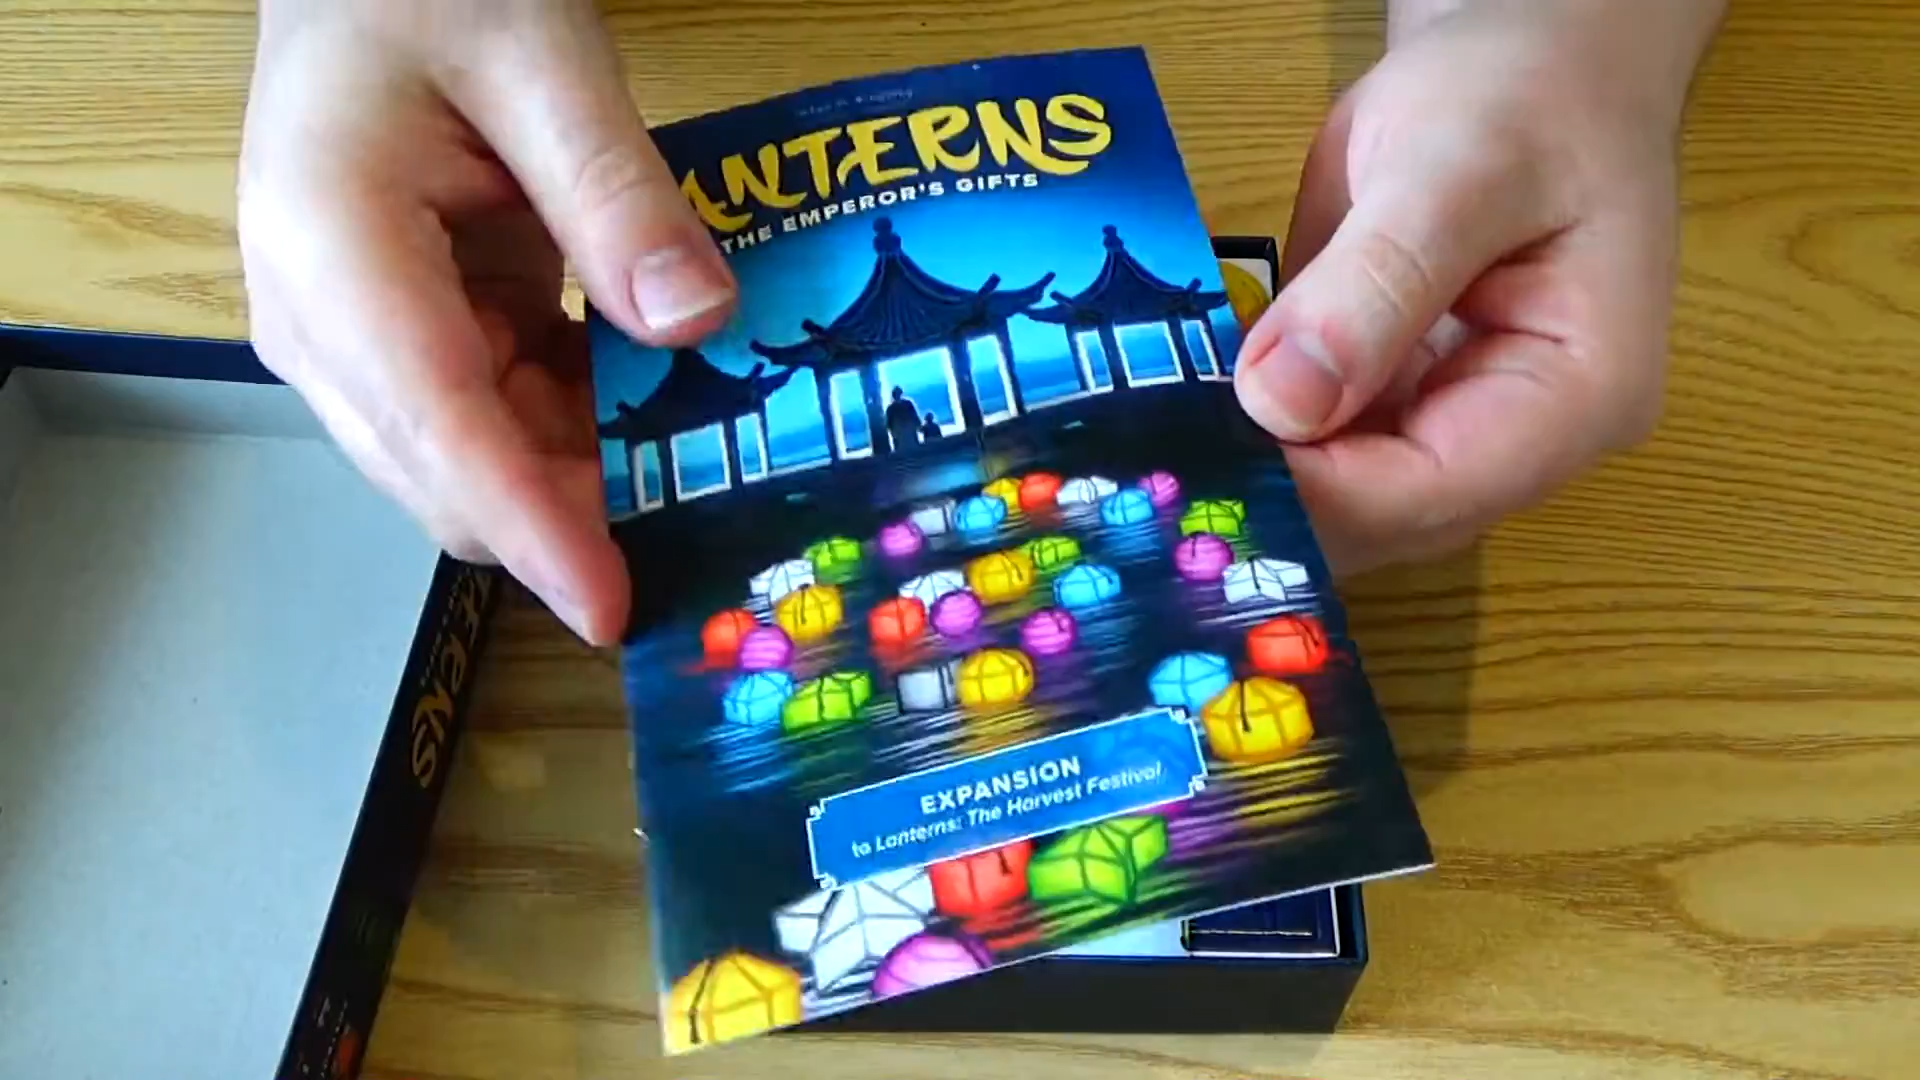 ANTERNS
THE EMPEROR'S GIFTS
EXPANSION
to Lanterns: The Harvest Festival